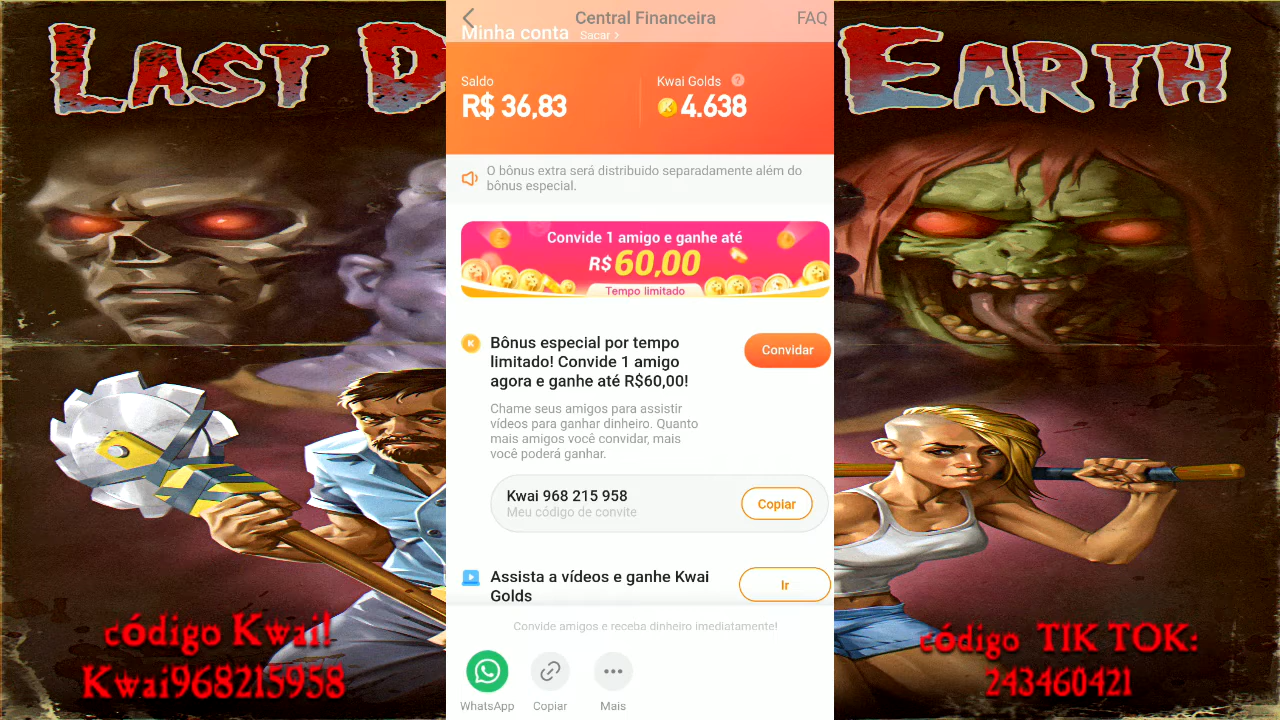 LAST D
EARTH
Central Financeira
FAQ
Minha conta Sacar >
Saldo
R$ 36,83
Kwai Golds ?
K 4.638
O bônus extra será distribuído separadamente além do
bônus especial.
Convide 1 amigo e ganhe até
R$ 60,00
Tempo limitado
Bônus especial por tempo
limitado! Convide 1 amigo
agora e ganhe até R$60,00!
Convidar
Chame seus amigos para assistir
vídeos para ganhar dinheiro. Quanto
mais amigos você convidar, mais
você poderá ganhar.
Kwai 968 215 958
Meu código de convite
Copiar
Assista a vídeos e ganhe Kwai
Golds
Ir
Convide amigos e receba dinheiro imediatamente!
WhatsApp
Copiar
Mais
código Kwai!
Kwai968215958
código TIK TOK:
243460421